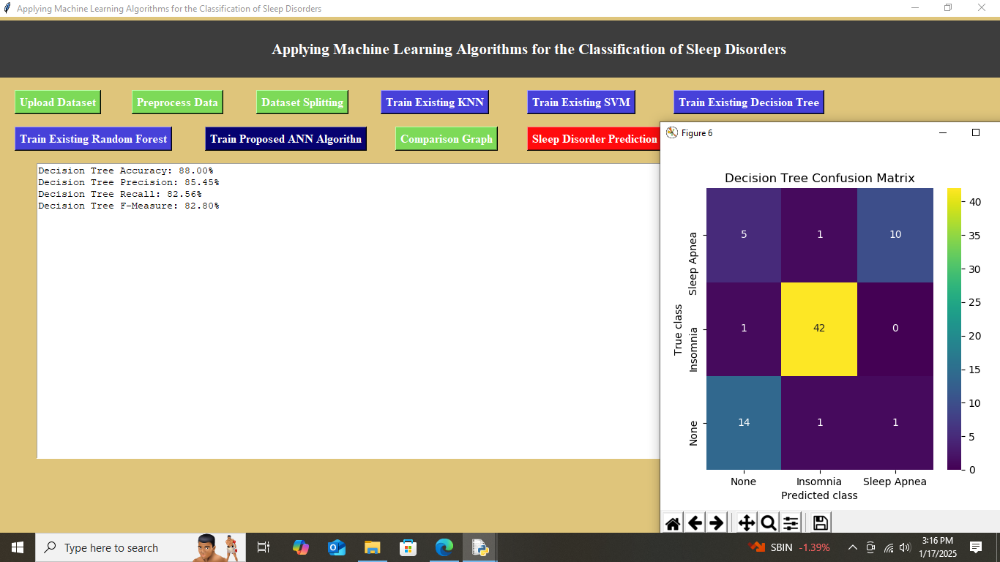 Applying Machine Learning Algorithms for the Classification of Sleep Disorders
Applying Machine Learning Algorithms for the Classification of Sleep Disorders
Upload Dataset
Preprocess Data
Dataset Splitting
Train Existing KNN
Train Existing SVM
Train Existing Decision Tree
Train Existing Random Forest
Train Proposed ANN Algorithn
Comparison Graph
Sleep Disorder Prediction
Decision Tree Accuracy: 88.00%
Decision Tree Precision: 85.45%
Decision Tree Recall: 82.56%
Decision Tree F-Measure: 82.80%
Figure 6
Decision Tree Confusion Matrix
True class
Sleep Apnea
5 1 10
Insomnia
1 42 0
None
14 1 1
None Insomnia Sleep Apnea
Predicted class
40
35
30
25
20
15
10
5
0
Type here to search
SBIN -1.39%
3:16 PM
1/17/2025